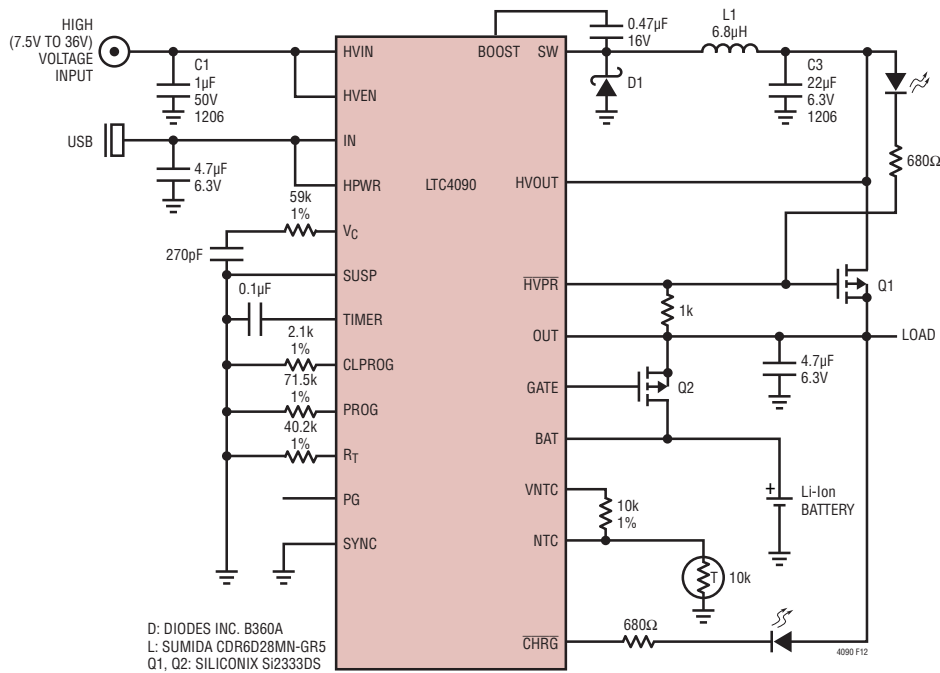 HIGH
(7.5V TO 36V)
VOLTAGE
INPUT
C1
1µF
50V
1206
USB
4.7µF
6.3V
59k
1%
270pF
0.1µF
2.1k
1%
71.5k
1%
40.2k
1%
HVIN
HVEN
IN
HPWR
VC
SUSP
TIMER
CLPROG
PROG
RT
PG
SYNC
LTC4090
BOOST
SW
HVOUT
HVPR
OUT
GATE
BAT
VNTC
NTC
CHRG
0.47µF
16V
D1
L1
6.8µH
C3
22µF
6.3V
1206
680Ω
Q1
1k
LOAD
4.7µF
6.3V
Q2
+
Li-Ion
BATTERY
10k
1%
T
10k
680Ω
4090 F12
D: DIODES INC. B360A
L: SUMIDA CDR6D28MN-GR5
Q1, Q2: SILICONIX Si2333DS